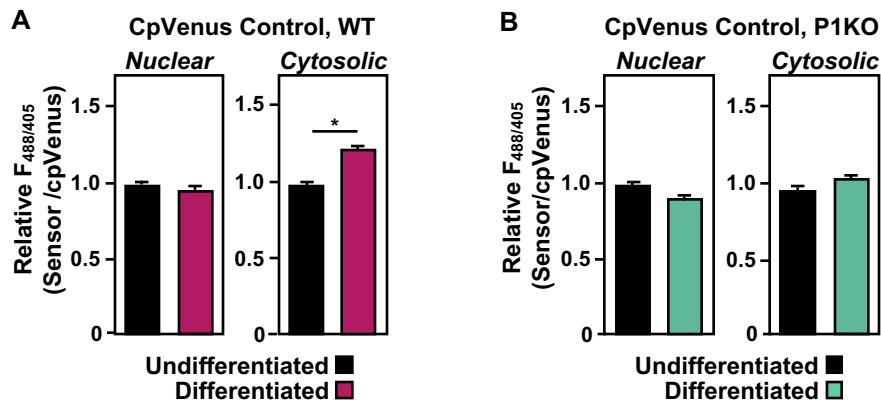 A
CpVenus Control, WT
Nuclear
Cytosolic
Relative F488/405
(Sensor /cpVenus)
1.5
1.0
0.5
0
1.5
1.0
0.5
0
*
Undifferentiated
Differentiated
B
CpVenus Control, P1KO
Nuclear
Cytosolic
Relative F488/405
(Sensor/cpVenus)
1.5
1.0
0.5
0
1.5
1.0
0.5
0
Undifferentiated
Differentiated